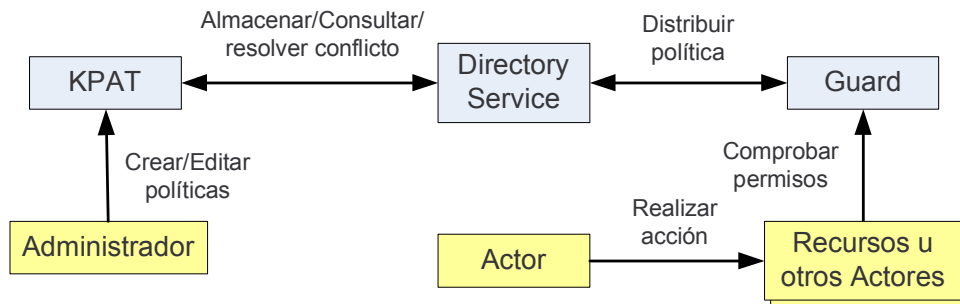 Almacenar/Consultar/
resolver conflicto
Distribuir
política
KPAT
Directory
Service
Guard
Crear/Editar
políticas
Comprobar
permisos
Realizar
acción
Administrador
Actor
Recursos u
otros Actores